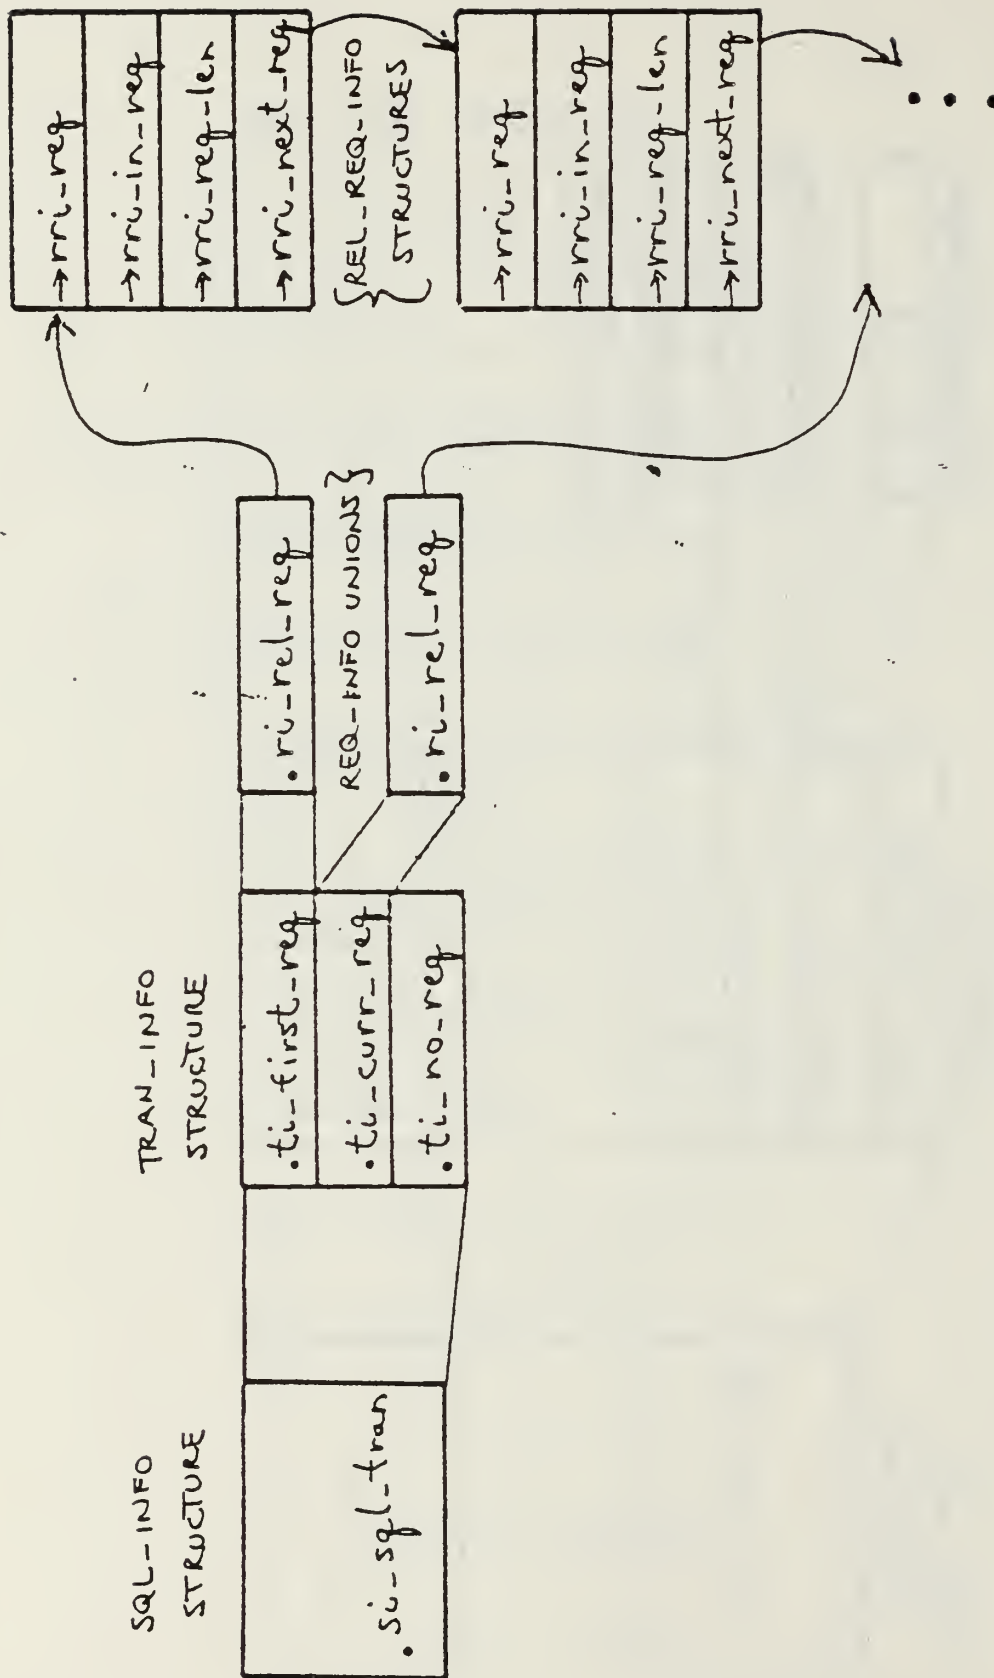 SQL_INFO
STRUCTURE
.si_sql_tran
TRAN_INFO
STRUCTURE
.ti_first_req
.ti_curr_req
.ti_no_req
.ri_rel_req
REQ_INFO UNIONS}
.ri_rel_req
→rri_req
→rri_in_req
→rri_req_len
→rri_next_req
{REL_REQ_INFO
STRUCTURES}
→rri_req
→rri_in_req
→rri_req_len
→rri_next_req
...